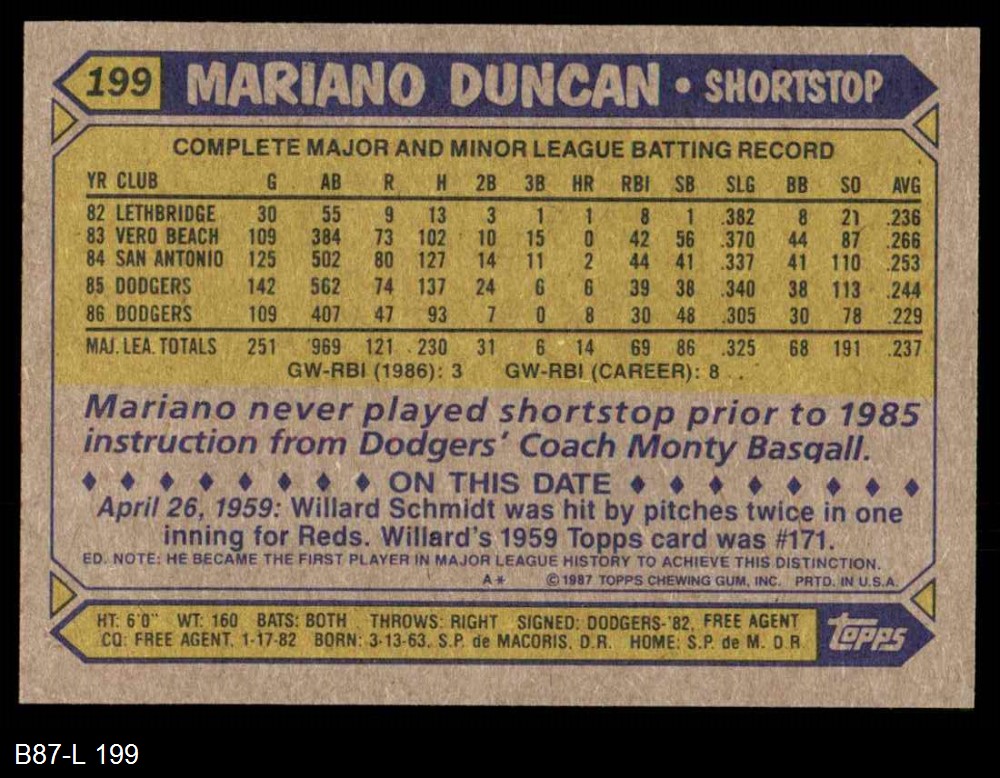 199 MARIANO DUNCAN • SHORTSTOP
COMPLETE MAJOR AND MINOR LEAGUE BATTING RECORD
YR CLUB G AB R H 2B 3B HR RBI SB SLG BB SO AVG
82 LETHBRIDGE 30 55 9 13 3 1 1 8 1 .382 8 21 .236
83 VERO BEACH 109 384 73 102 10 15 0 42 56 .370 44 87 .266
84 SAN ANTONIO 125 502 80 127 14 11 2 44 41 .337 41 110 .253
85 DODGERS 142 562 74 137 24 6 6 39 38 .340 38 113 .244
86 DODGERS 109 407 47 93 7 0 8 30 48 .305 30 78 .229
MAJ. LEA. TOTALS 251 969 121 230 31 6 14 69 86 .325 68 191 .237
GW-RBI (1986): 3 GW-RBI (CAREER): 8
Mariano never played shortstop prior to 1985
instruction from Dodgers' Coach Monty Basgall.
♦ ♦ ♦ ♦ ♦ ♦ ♦ ♦ ♦ ON THIS DATE ♦ ♦ ♦ ♦ ♦ ♦ ♦ ♦
April 26, 1959: Willard Schmidt was hit by pitches twice in one
inning for Reds. Willard's 1959 Topps card was #171.
ED. NOTE: HE BECAME THE FIRST PLAYER IN MAJOR LEAGUE HISTORY TO ACHIEVE THIS DISTINCTION.
A* ©1987 TOPPS CHEWING GUM, INC. PRTD. IN U.S.A.
HT: 6'0" WT: 160 BATS: BOTH THROWS: RIGHT SIGNED: DODGERS-'82, FREE AGENT
CQ: FREE AGENT, 1-17-82 BORN: 3-13-63, S.P. de MACORIS, D.R. HOME: S.P. de M. D.R.
topps
B87-L 199